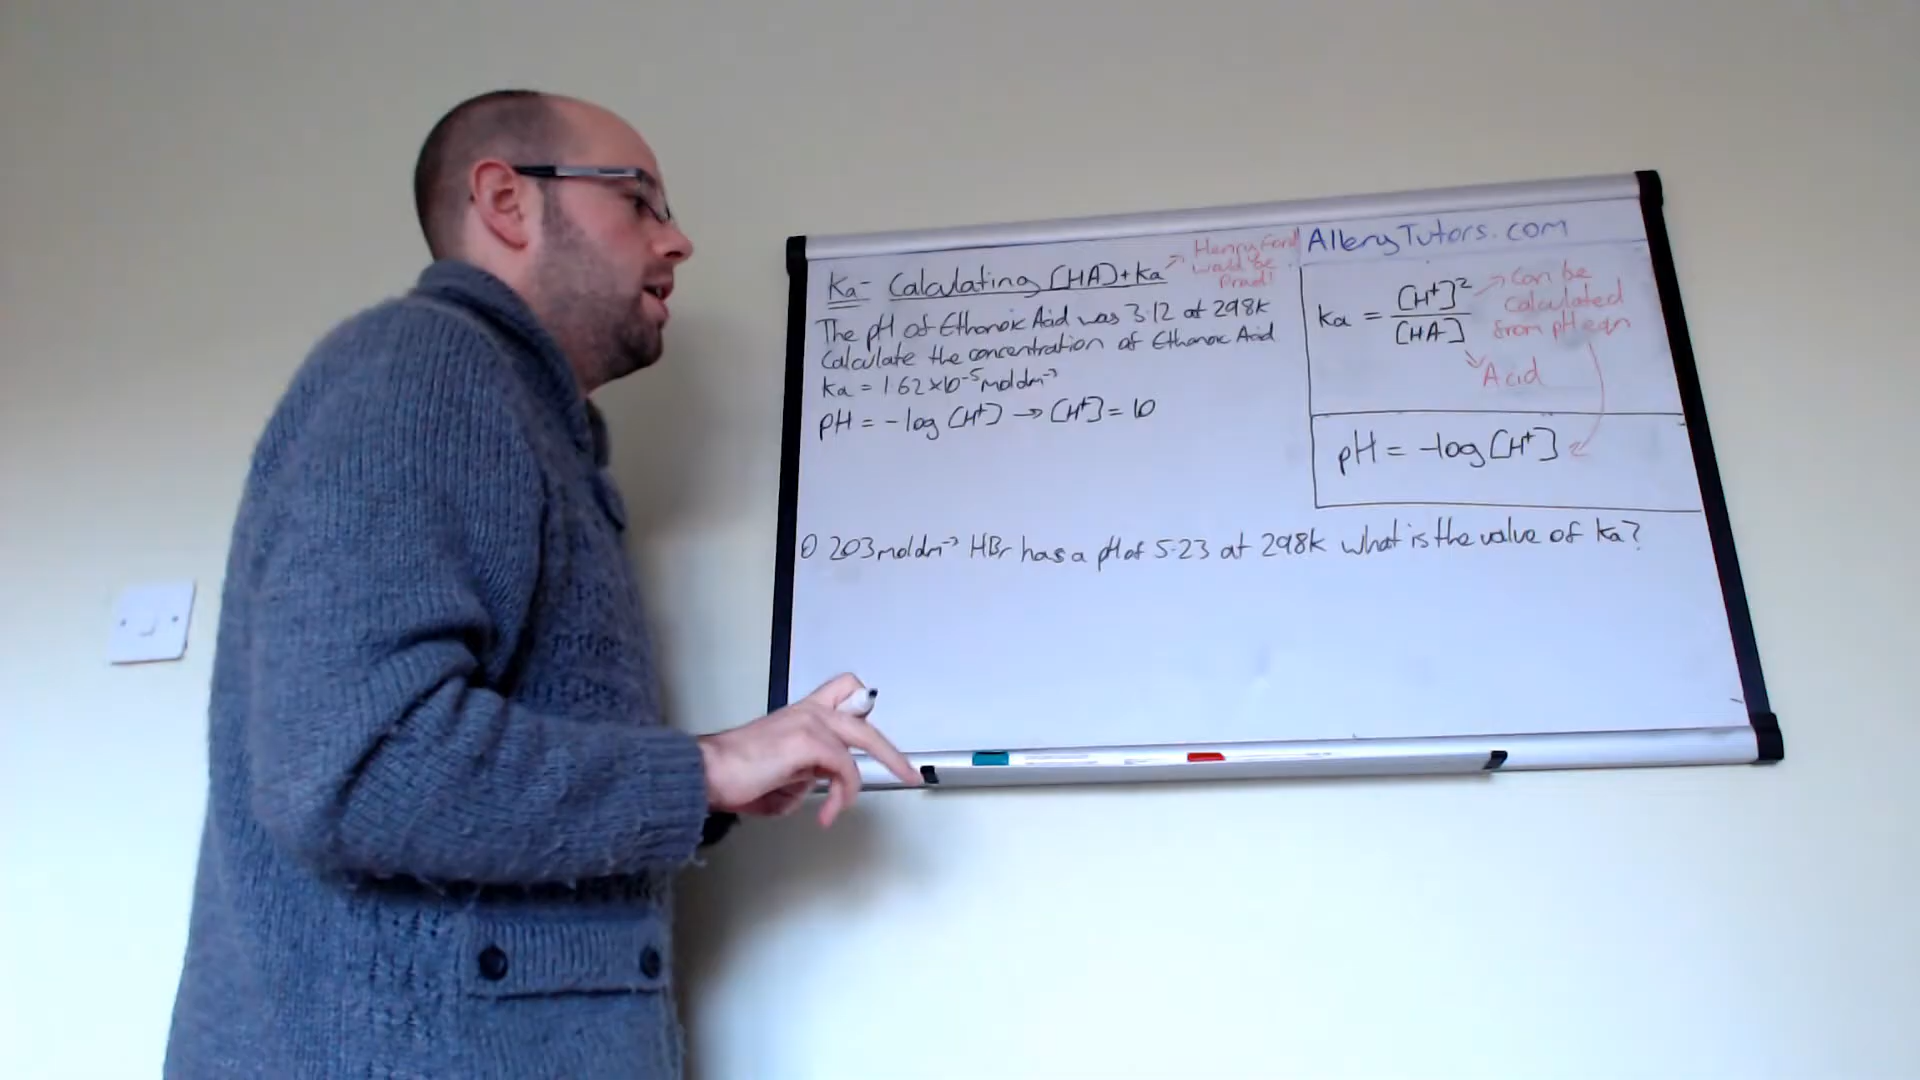 Ka - Calculating [HA] + Ka
Henry Ford
would be
Proud!
The pH of Ethanoic Acid was 3.12 at 298K
Calculate the concentration of Ethanoic Acid
Ka = 1.62 x 10⁻⁵ moldm⁻³
pH = -log [H⁺] → [H⁺] = 10
AlleryTutors.com
Ka = [H⁺]² / [HA]
Can be
Calculated
from pH eqn
Acid
pH = -log [H⁺]
0.203 moldm⁻³ HBr has a pH of 5.23 at 298K what is the value of Ka?